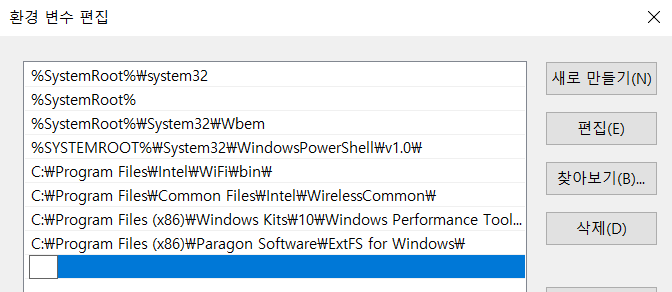 환경 변수 편집
%SystemRoot%₩system32
%SystemRoot%
%SystemRoot%₩System32₩Wbem
%SYSTEMROOT%₩System32₩WindowsPowerShell₩v1.0₩
C:₩Program Files₩Intel₩WiFi₩bin₩
C:₩Program Files₩Common Files₩Intel₩WirelessCommon₩
C:₩Program Files (x86)₩Windows Kits₩10₩Windows Performance Tool...
C:₩Program Files (x86)₩Paragon Software₩ExtFS for Windows₩
새로 만들기(N)
편집(E)
찾아보기(B)...
삭제(D)